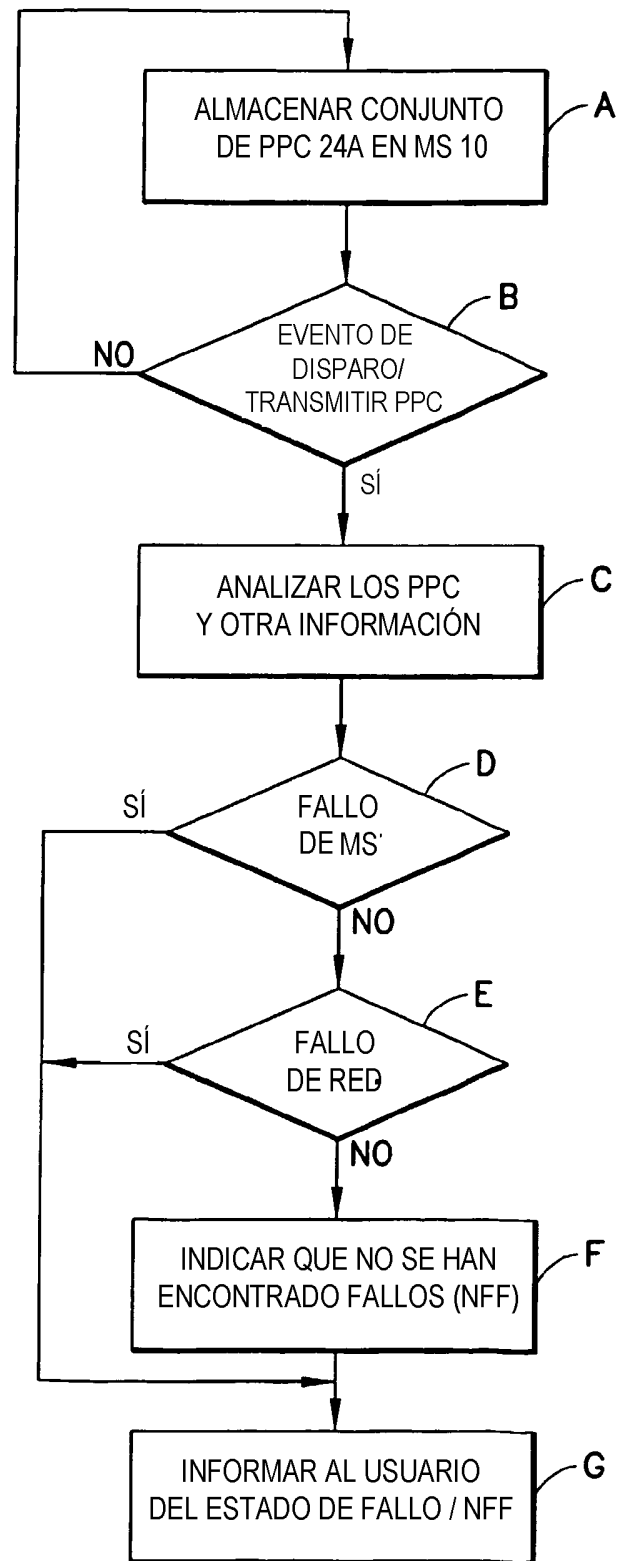 ALMACENAR CONJUNTO
DE PPC 24A EN MS 10
A
EVENTO DE
DISPARO/
TRANSMITIR PPC
B
NO
SÍ
ANALIZAR LOS PPC
Y OTRA INFORMACIÓN
C
FALLO
DE MS
D
SÍ
NO
FALLO
DE RED
E
SÍ
NO
INDICAR QUE NO SE HAN
ENCONTRADO FALLOS (NFF)
F
INFORMAR AL USUARIO
DEL ESTADO DE FALLO / NFF
G